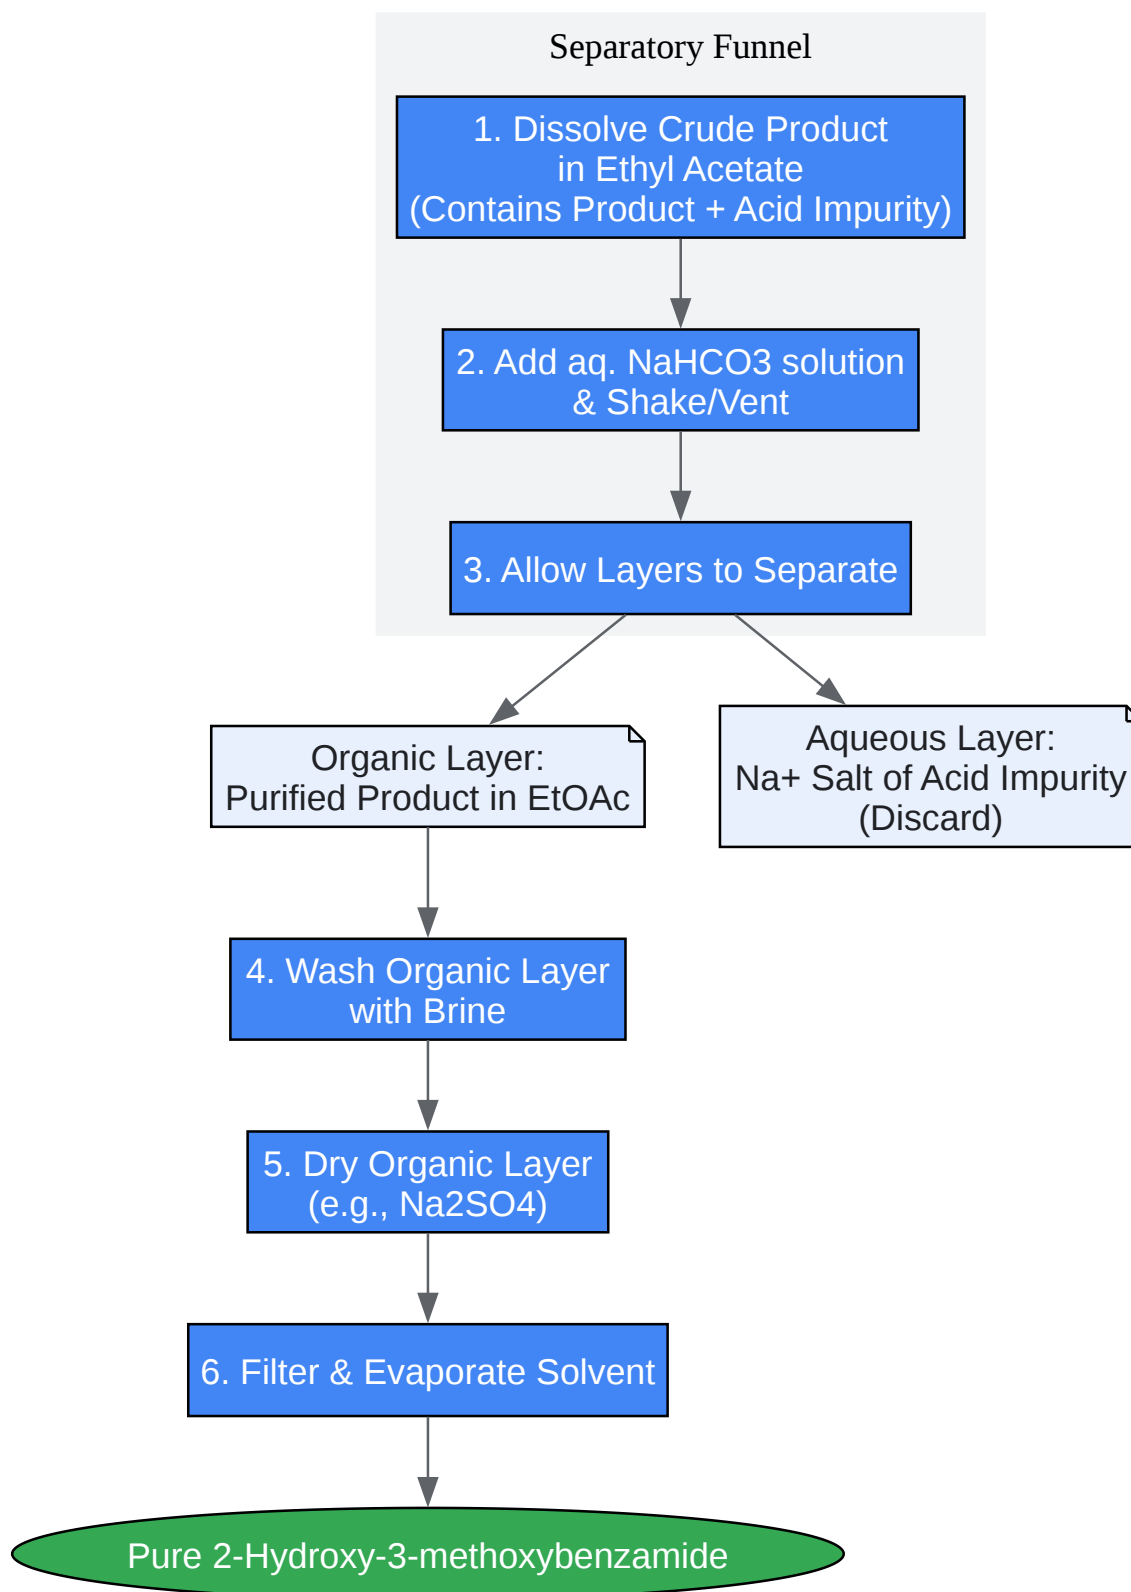 Separatory Funnel
1. Dissolve Crude Product
in Ethyl Acetate
(Contains Product + Acid Impurity)
2. Add aq. NaHCO3 solution
& Shake/Vent
3. Allow Layers to Separate
Organic Layer:
Purified Product in EtOAc
Aqueous Layer:
Na+ Salt of Acid Impurity
(Discard)
4. Wash Organic Layer
with Brine
5. Dry Organic Layer
(e.g., Na2SO4)
6. Filter & Evaporate Solvent
Pure 2-Hydroxy-3-methoxybenzamide